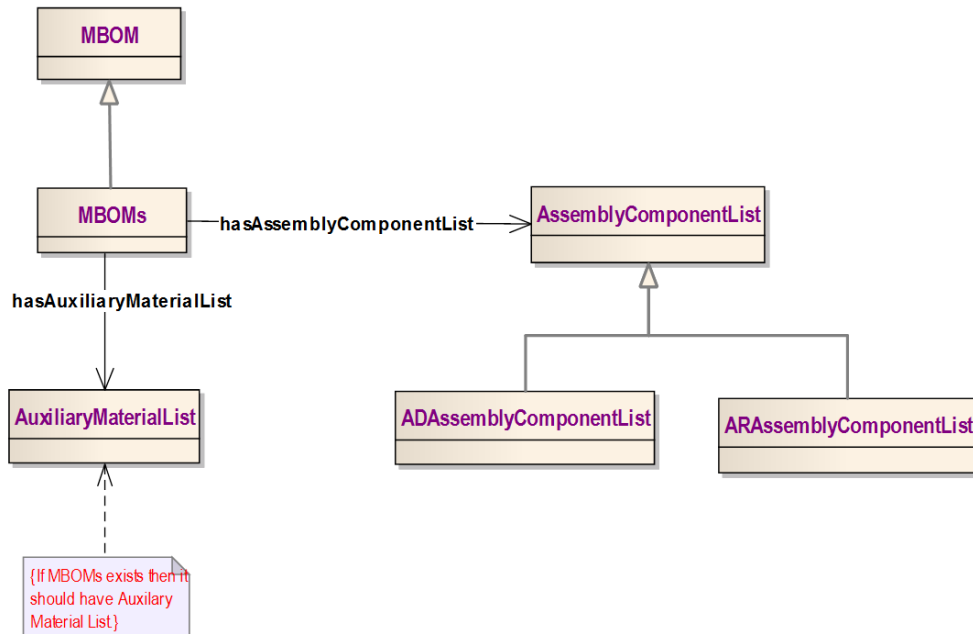 MBOM
MBOMs
hasAssemblyComponentList
AssemblyComponentList
hasAuxiliaryMaterialList
AuxiliaryMaterialList
ADAssemblyComponentList
ARAssemblyComponentList
{If MBOMs exists then it
should have Auxilary
Material List.}